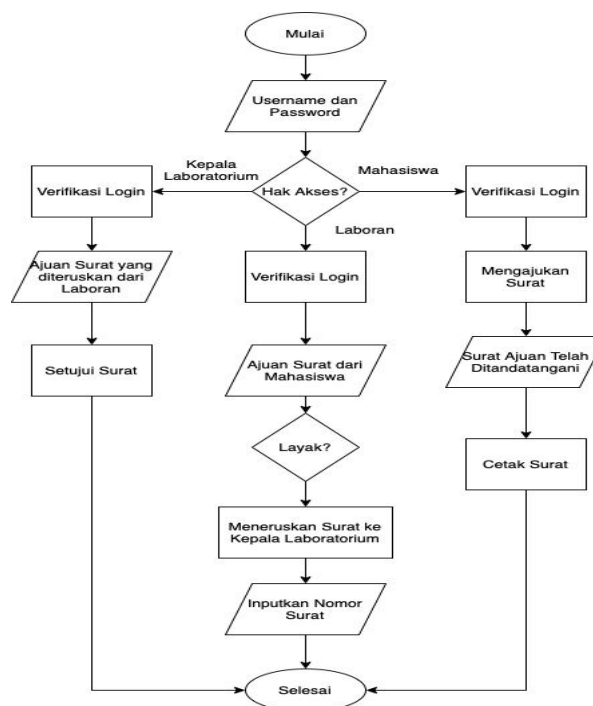 Mulai
Username dan
Password
Kepala
Laboratorium
Mahasiswa
Verifikasi Login
Hak Akses?
Verifikasi Login
Laboran
Ajuan Surat yang
diteruskan dari
Laboran
Verifikasi Login
Mengajukan
Surat
Setujui Surat
Ajuan Surat dari
Mahasiswa
Surat Ajuan Telah
Ditandatangani
Layak?
Cetak Surat
Meneruskan Surat ke
Kepala Laboratorium
Inputkan Nomor
Surat
Selesai